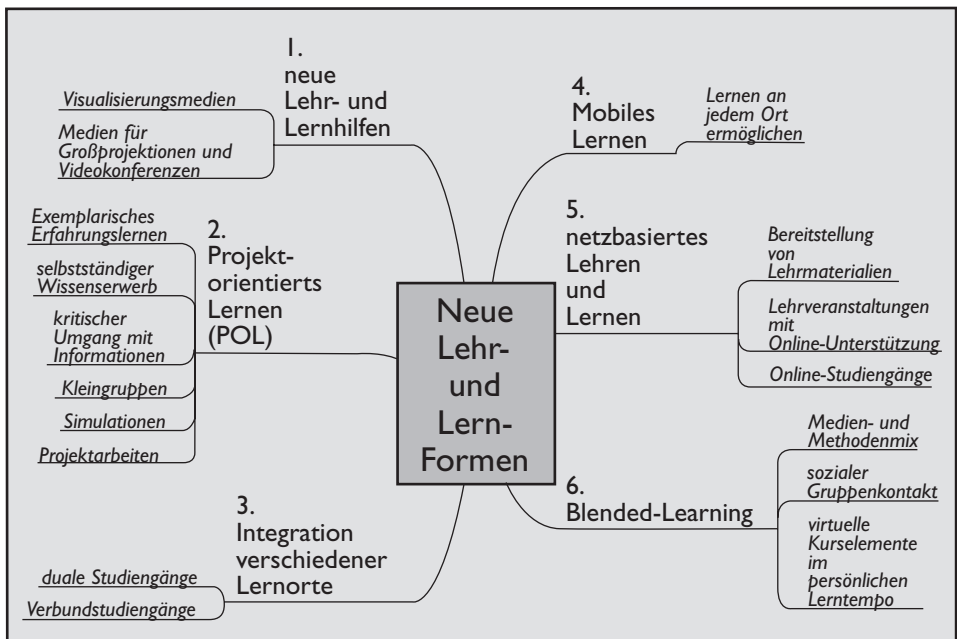 Neue
Lehr-
und
Lern-
Formen
1.
neue
Lehr- und
Lernhilfen
Visualisierungsmedien
Medien für
Großprojektionen und
Videokonferenzen
2.
Projekt-
orientierts
Lernen
(POL)
Exemplarisches
Erfahrungslernen
selbstständiger
Wissenserwerb
kritischer
Umgang mit
Informationen
Kleingruppen
Simulationen
Projektarbeiten
3.
Integration
verschiedener
Lernorte
duale Studiengänge
Verbundstudiengänge
4.
Mobiles
Lernen
Lernen an
jedem Ort
ermöglichen
5.
netzbasiertes
Lehren
und
Lernen
Bereitstellung
von
Lehrmaterialien
Lehrveranstaltungen
mit
Online-Unterstützung
Online-Studiengänge
6.
Blended-Learning
Medien- und
Methodenmix
sozialer
Gruppenkontakt
virtuelle
Kurselemente
im
persönlichen
Lerntempo